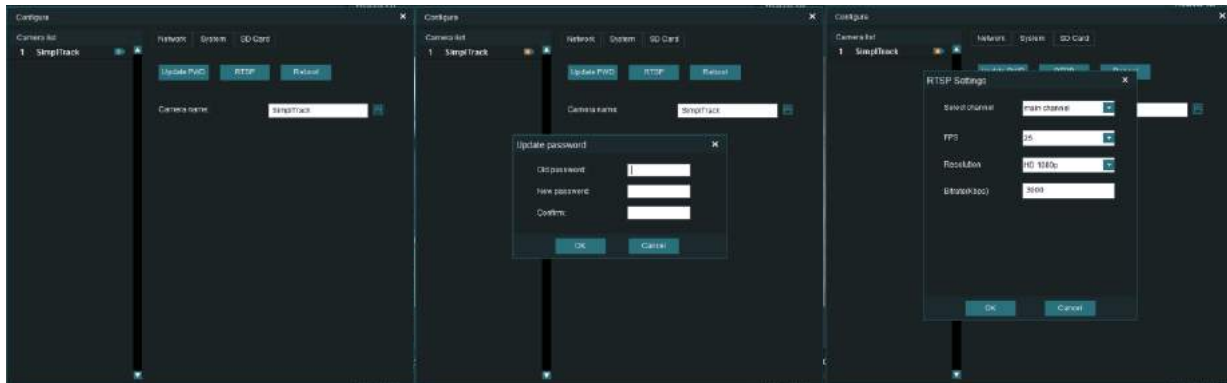 Configure
Camera list
1 SimplTrack
Network System SD Card
Update PWD RTSP Reboot
Camera name: SimplTrack
Configure
Camera list
1 SimplTrack
Network System SD Card
Update PWD RTSP Reboot
Camera name: SimplTrack
Update password
Old password:
New password:
Confirm:
OK Cancel
Configure
Camera list
1 SimplTrack
Network System SD Card
RTSP Settings
Select channel main channel
FPS 25
Resolution HD 1080p
Bitrate(Kbps)
OK Cancel